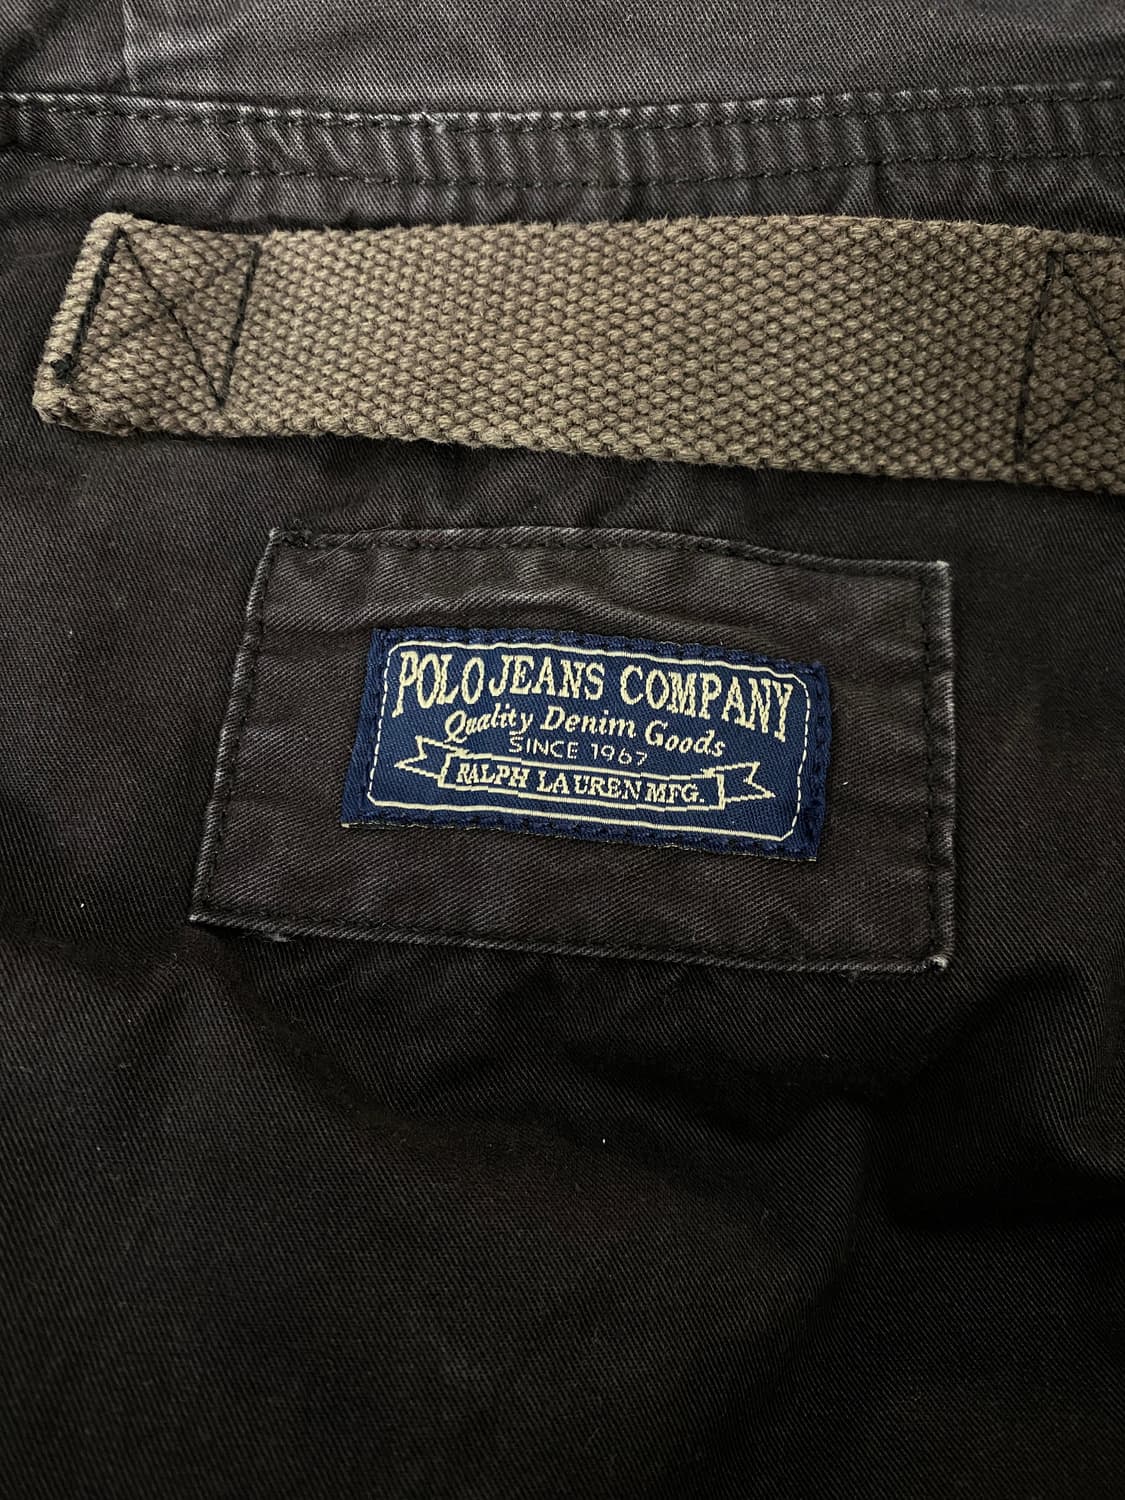 POLO JEANS COMPANY
Quality Denim Goods
SINCE 1967
RALPH LAUREN MFG.